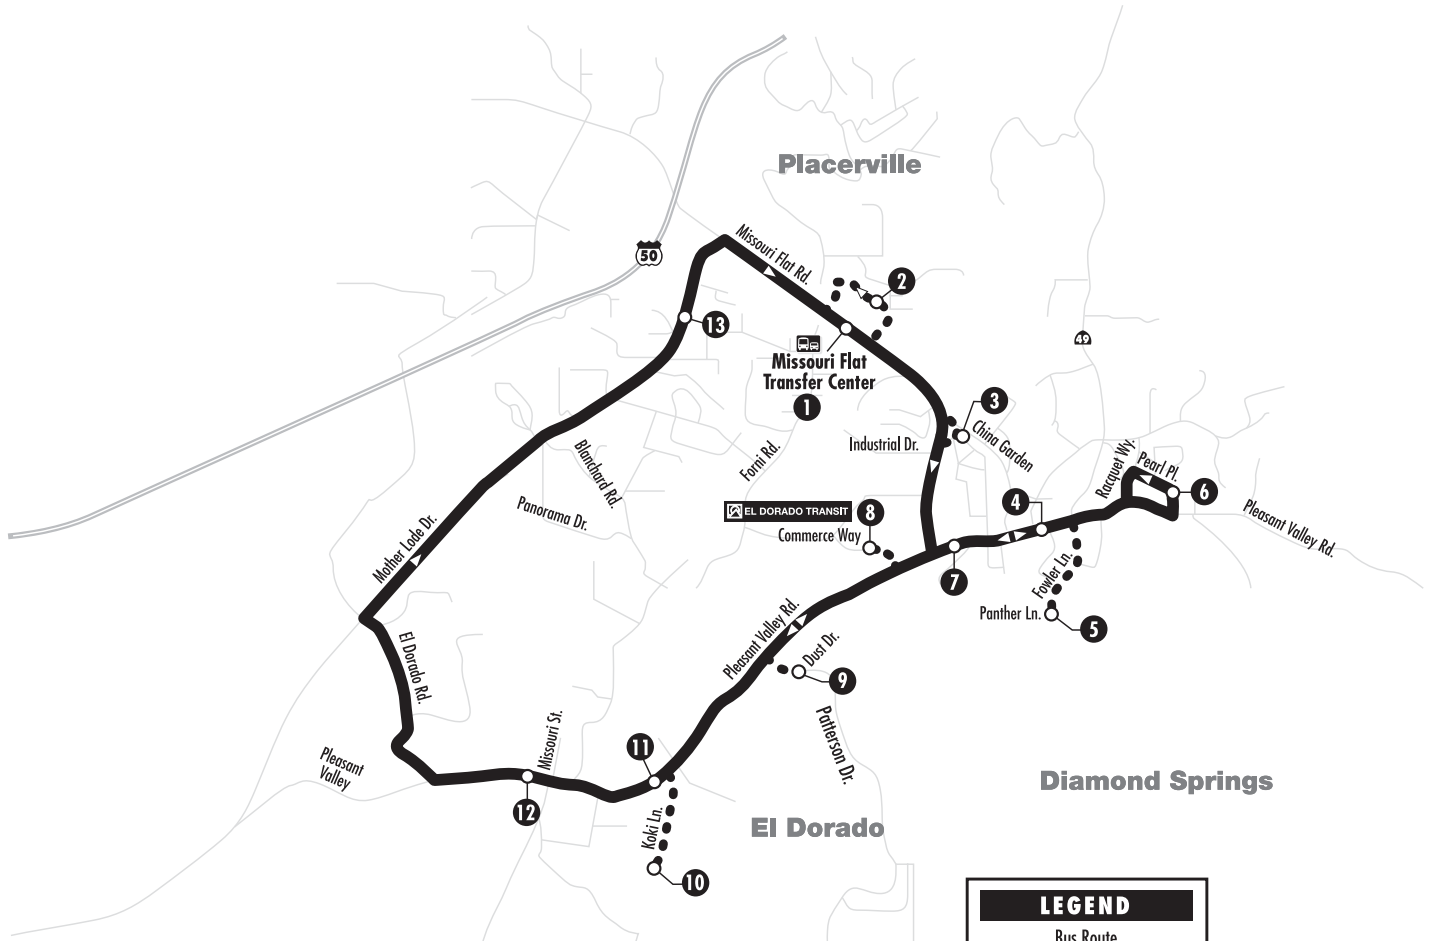 Placerville
50
Missouri Flat Rd.
2
13
49
Missouri Flat
Transfer Center
1
3
China Garden
Industrial Dr.
Forni Rd.
Blanchard Rd.
Panorama Dr.
Racquet Wy.
Pearl Pl.
6
Pleasant Valley Rd.
4
EL DORADO TRANSIT
8
Commerce Way
7
Fowler Ln.
Panther Ln.
5
Mother Lode Dr.
El Dorado Rd.
Pleasant Valley Rd.
Dust Dr.
9
Patterson Dr.
Missouri St.
11
Pleasant
Valley
12
Koki Ln.
10
El Dorado
Diamond Springs
LEGEND
Bus Route